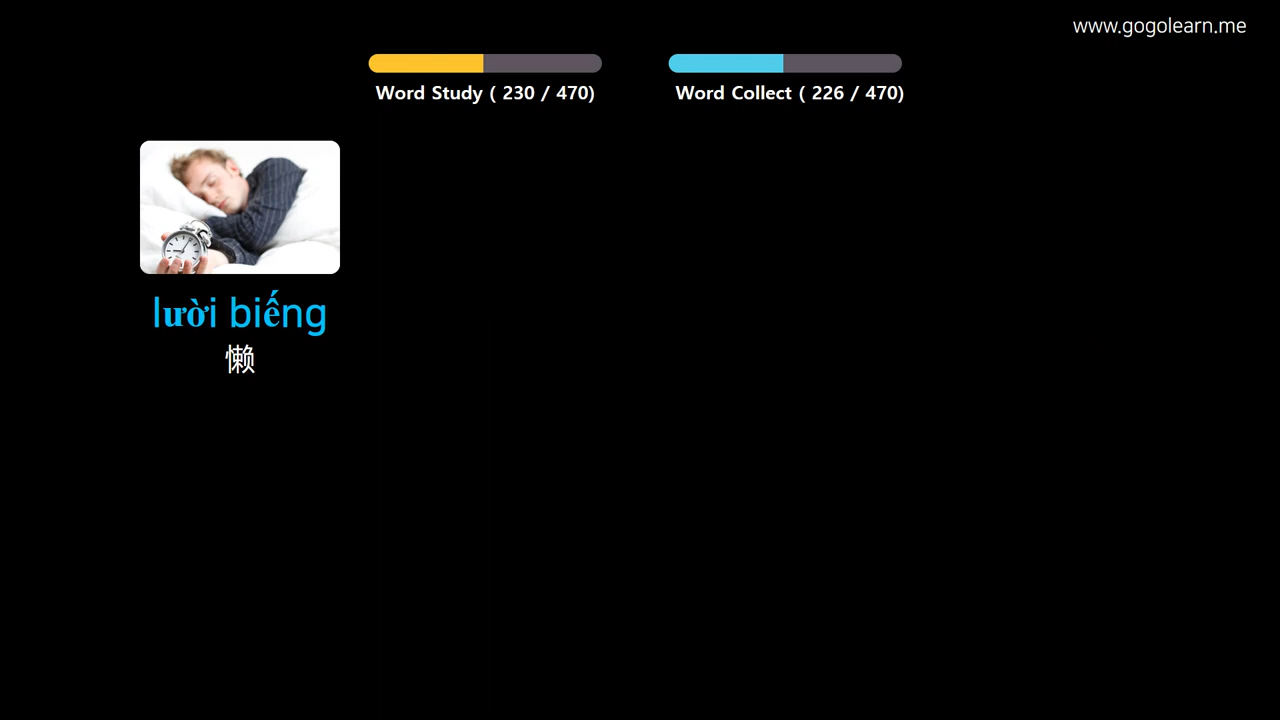 www.gogolearn.me
Word Study ( 230 / 470)
Word Collect ( 226 / 470)
lười biếng
懒